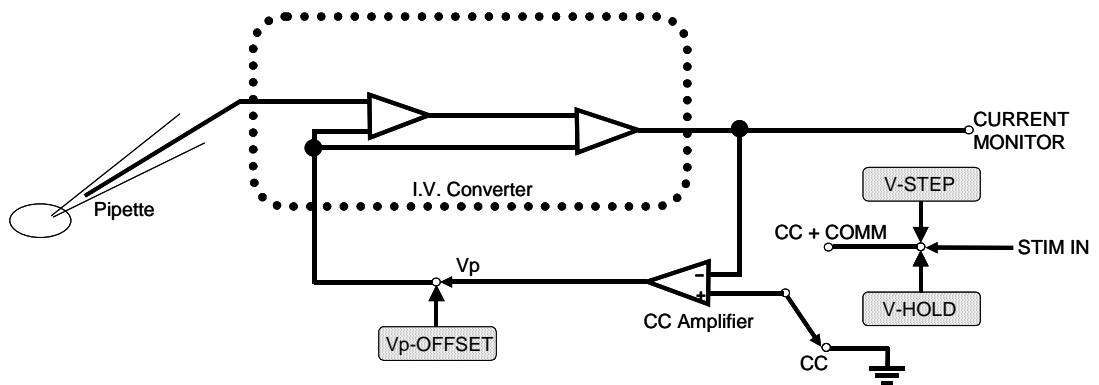 CURRENT
MONITOR
I.V. Converter
Pipette
V-STEP
CC + COMM
STIM IN
Vp
-
+
V-HOLD
CC Amplifier
Vp-OFFSET
CC